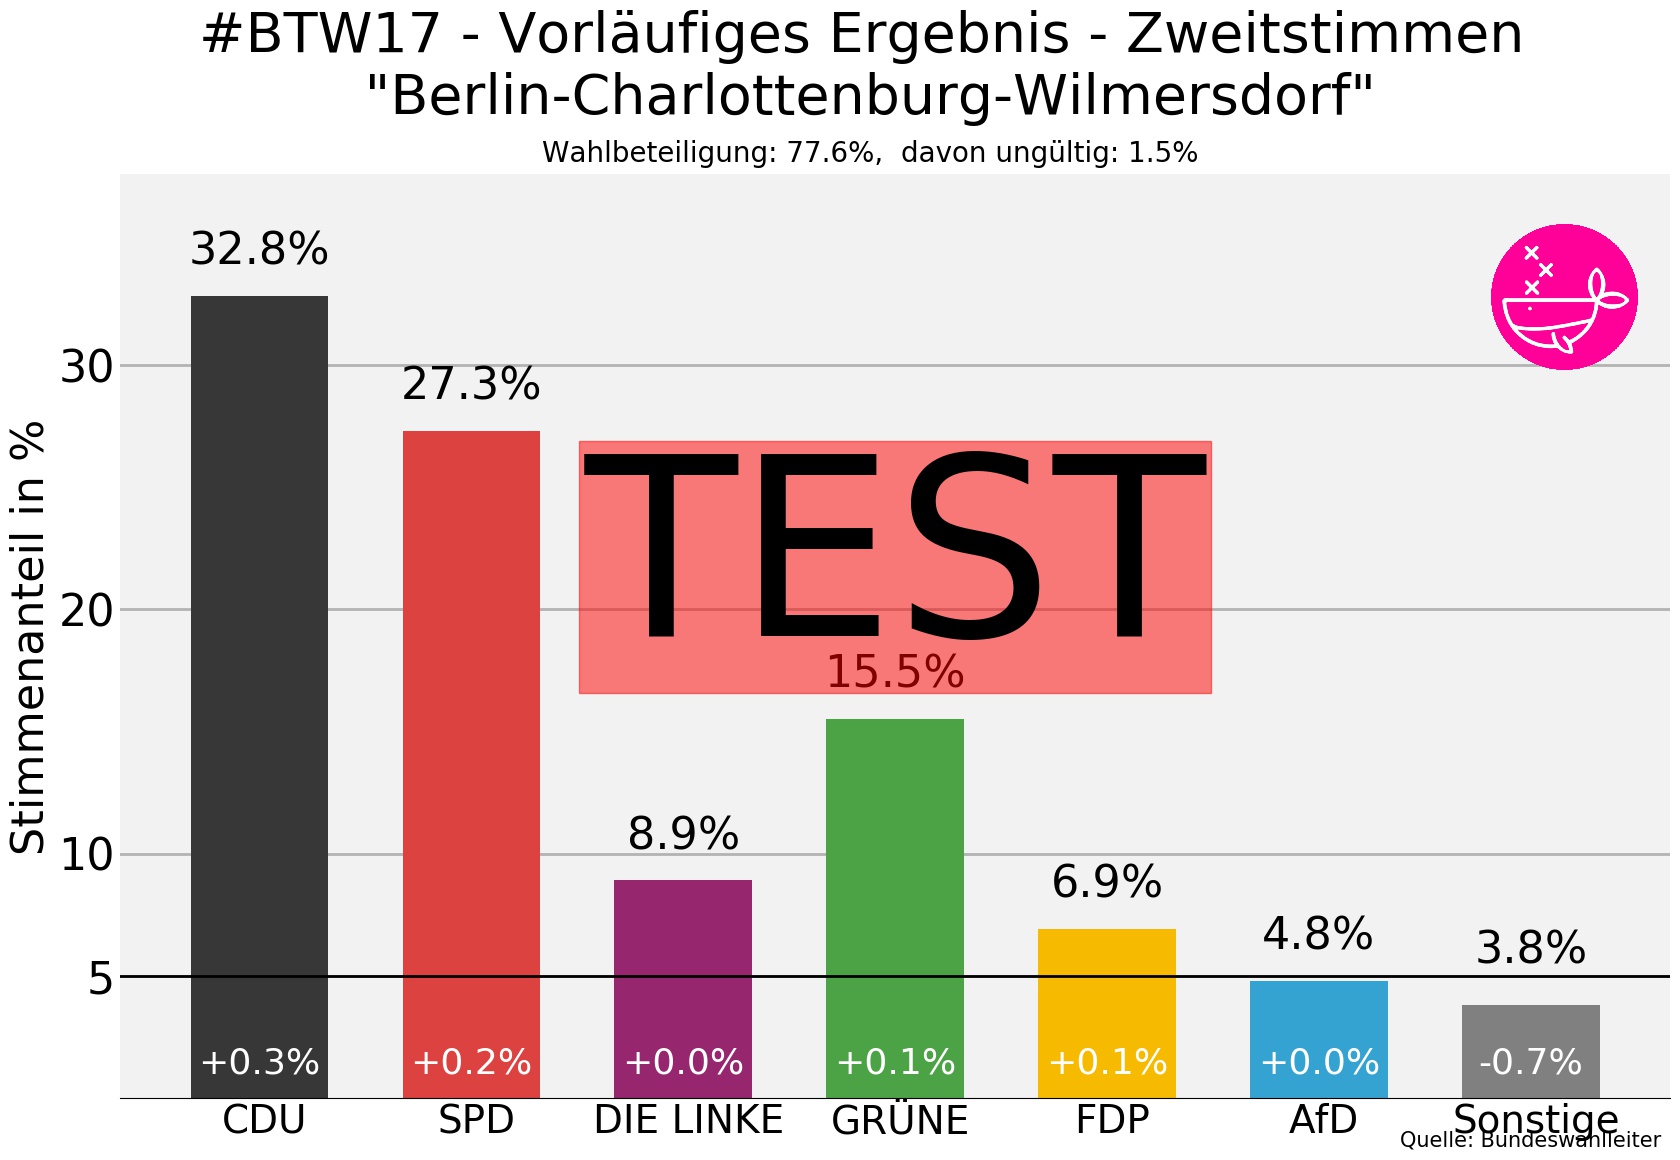 #BTW17 - Vorläufiges Ergebnis - Zweitstimmen
"Berlin-Charlottenburg-Wilmersdorf"
Wahlbeteiligung: 77.6%,  davon ungültig: 1.5%
Stimmenanteil in %
30
20
10
5
32.8%
27.3%
8.9%
15.5%
6.9%
4.8%
3.8%
TEST
+0.3%
+0.2%
+0.0%
+0.1%
+0.1%
+0.0%
-0.7%
CDU
SPD
DIE LINKE
GRÜNE
FDP
AfD
Sonstige
Quelle: Bundeswahlleiter